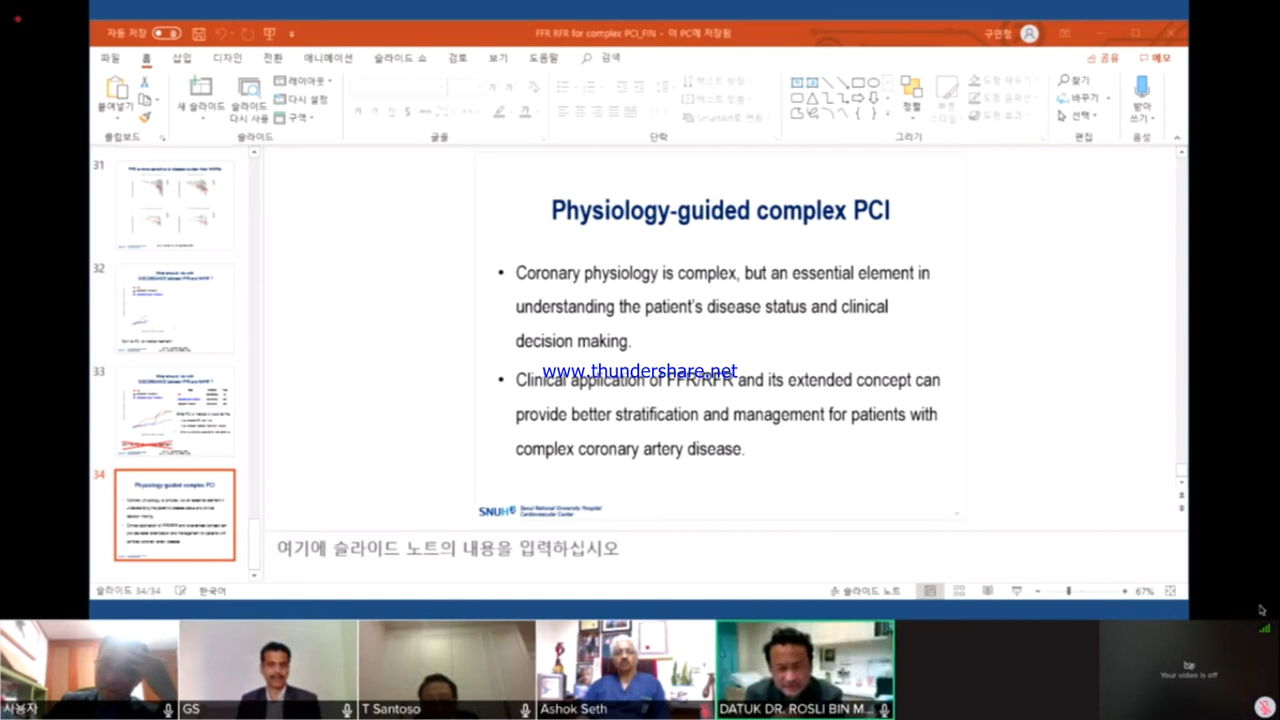 자동 저장
FFR RFR for complex PCI_FIN - 이 PC에 저장됨
파일 홈 삽입 디자인 전환 애니메이션 슬라이드 쇼 검토 보기 도움말 검색 공유 메모
붙여넣기
새 슬라이드
슬라이드 다시 사용
레이아웃
다시 설정
구역
정렬
찾기
바꾸기
선택
받아쓰기
클립보드 슬라이드 글꼴 단락 그리기 편집 음성
31
32
33
34
Physiology-guided complex PCI
• Coronary physiology is complex, but an essential element in
understanding the patient's disease status and clinical
decision making.
www.thundershare.net
• Clinical application of FFR/RFR and its extended concept can
provide better stratification and management for patients with
complex coronary artery disease.
SNUH Seoul National University Hospital
Cardiovascular Center
여기에 슬라이드 노트의 내용을 입력하십시오
슬라이드 34/34 한국어 슬라이드 노트 67%
사용자
GS
T Santoso
Ashok Seth
DATUK DR. ROSLI BIN M...
Your video is off